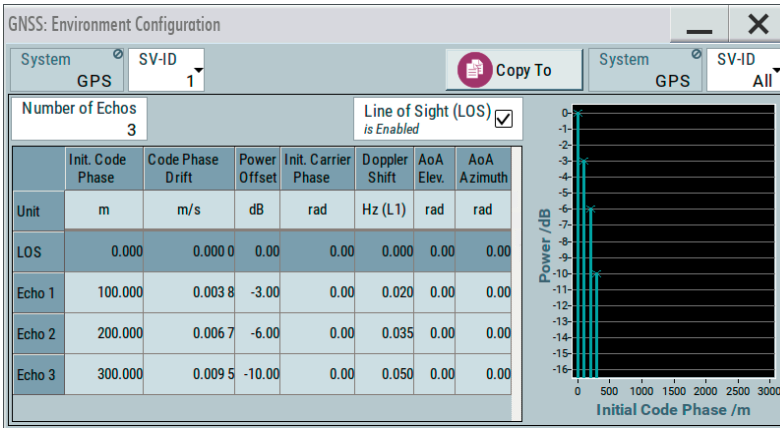 GNSS: Environment Configuration
System
GPS
SV-ID
1
Copy To
System
GPS
SV-ID
All
Number of Echos
3
Line of Sight (LOS)
is Enabled
Init. Code Phase Code Phase Drift Power Offset Init. Carrier Phase Doppler Shift AoA Elev. AoA Azimuth
Unit m m/s dB rad Hz (L1) rad rad
LOS 0.000 0.000 0 0.00 0.00 0.000 0.00 0.00
Echo 1 100.000 0.003 8 -3.00 0.00 0.020 0.00 0.00
Echo 2 200.000 0.006 7 -6.00 0.00 0.035 0.00 0.00
Echo 3 300.000 0.009 5 -10.00 0.00 0.050 0.00 0.00
Power /dB
0
-1
-2
-3
-4
-5
-6
-7
-8
-9
-10
-11
-12
-13
-14
-15
-16
0 500 1000 1500 2000 2500 3000
Initial Code Phase /m